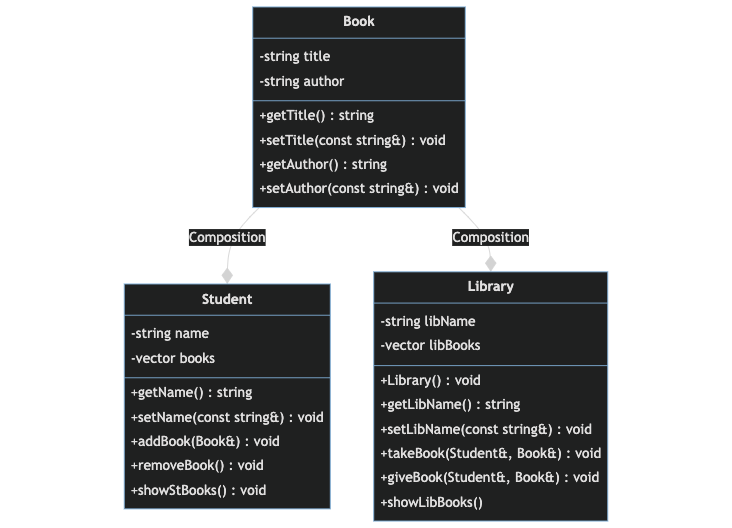 Book
-string title
-string author
+getTitle() : string
+setTitle(const string&) : void
+getAuthor() : string
+setAuthor(const string&) : void
Composition
Composition
Student
-string name
-vector books
+getName() : string
+setName(const string&) : void
+addBook(Book&) : void
+removeBook() : void
+showStBooks() : void
Library
-string libName
-vector libBooks
+Library() : void
+getLibName() : string
+setLibName(const string&) : void
+takeBook(Student&, Book&) : void
+giveBook(Student&, Book&) : void
+showLibBooks()